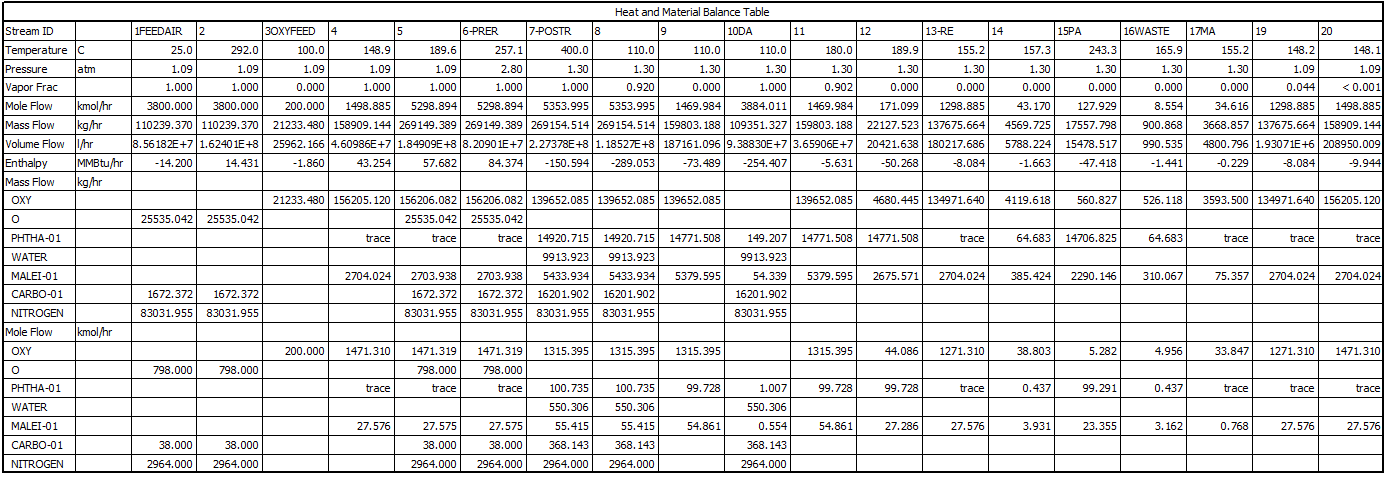 Heat and Material Balance Table
Stream ID 1FEEDAIR 2 3OXYFEED 4 5 6-PRER 7-POSTR 8 9 10DA 11 12 13-RE 14 15PA 16WASTE 17MA 19 20
Temperature C 25.0 292.0 100.0 148.9 189.6 257.1 400.0 110.0 110.0 110.0 180.0 189.9 155.2 157.3 243.3 165.9 155.2 148.2 148.1
Pressure atm 1.09 1.09 1.09 1.09 1.09 2.80 1.30 1.30 1.30 1.30 1.30 1.30 1.30 1.30 1.30 1.30 1.30 1.09 1.09
Vapor Frac 1.000 1.000 0.000 1.000 1.000 1.000 1.000 0.920 0.000 1.000 0.902 0.000 0.000 0.000 0.000 0.000 0.000 0.044 < 0.001
Mole Flow kmol/hr 3800.000 3800.000 200.000 1498.885 5298.894 5298.894 5353.995 5353.995 1469.984 3884.011 1469.984 171.099 1298.885 43.170 127.929 8.554 34.616 1298.885 1498.885
Mass Flow kg/hr 110239.370 110239.370 21233.480 158909.144 269149.389 269149.389 269154.514 269154.514 159803.188 109351.327 159803.188 22127.523 137675.664 4569.725 17557.798 900.868 3668.857 137675.664 158909.144
Volume Flow l/hr 8.56182E+7 1.62401E+8 25962.166 4.60986E+7 1.84909E+8 8.20901E+7 2.27378E+8 1.18527E+8 187161.096 9.38830E+7 3.65906E+7 20421.638 180217.686 5788.224 15478.517 990.535 4800.796 1.93071E+6 208950.009
Enthalpy MMBtu/hr -14.200 14.431 -1.860 43.254 57.682 84.374 -150.594 -289.053 -73.489 -254.407 -5.631 -50.268 -8.084 -1.663 -47.418 -1.441 -0.229 -8.084 -9.944
Mass Flow kg/hr
OXY 21233.480 156205.120 156206.082 156206.082 139652.085 139652.085 139652.085 139652.085 4680.445 134971.640 4119.618 560.827 526.118 3593.500 134971.640 156205.120
O 25535.042 25535.042 25535.042 25535.042
PHTHA-01 trace trace trace 14920.715 14920.715 14771.508 149.207 14771.508 14771.508 trace 64.683 14706.825 64.683 trace trace trace
WATER 9913.923 9913.923 9913.923
MALEI-01 2704.024 2703.938 2703.938 5433.934 5433.934 5379.595 54.339 5379.595 2675.571 2704.024 385.424 2290.146 310.067 75.357 2704.024 2704.024
CARBO-01 1672.372 1672.372 1672.372 1672.372 16201.902 16201.902 16201.902
NITROGEN 83031.955 83031.955 83031.955 83031.955 83031.955 83031.955 83031.955
Mole Flow kmol/hr
OXY 200.000 1471.310 1471.319 1471.319 1315.395 1315.395 1315.395 1315.395 44.086 1271.310 38.803 5.282 4.956 33.847 1271.310 1471.310
O 798.000 798.000 798.000 798.000
PHTHA-01 trace trace trace 100.735 100.735 99.728 1.007 99.728 99.728 trace 0.437 99.291 0.437 trace trace trace
WATER 550.306 550.306 550.306
MALEI-01 27.576 27.575 27.575 55.415 55.415 54.861 0.554 54.861 27.286 27.576 3.931 23.355 3.162 0.768 27.576 27.576
CARBO-01 38.000 38.000 38.000 38.000 368.143 368.143 368.143
NITROGEN 2964.000 2964.000 2964.000 2964.000 2964.000 2964.000 2964.000